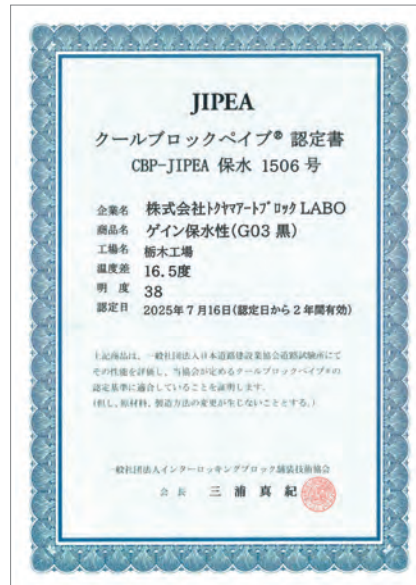 JIPEA
クールブロックペイブ® 認定書
CBP-JIPEA 保水 1506 号
企業名 株式会社トクヤマアートブロック LABO
商品名 ゲイン保水性(G03 黒)
工場名 栃木工場
温度差 16.5度
明 度 38
認定日 2025年7月16日(認定日から2年間有効)
上記商品は、一般社団法人日本道路建設業協会道路試験所にて
その性能を評価し、当協会が定めるクールブロックペイブ®の
認定基準に適合していることを証明します。
(但し、原材料、製造方法の変更が生じないこととする。)
一般社団法人インターロッキングブロック舗装技術協会
会 長 三 浦 真 紀